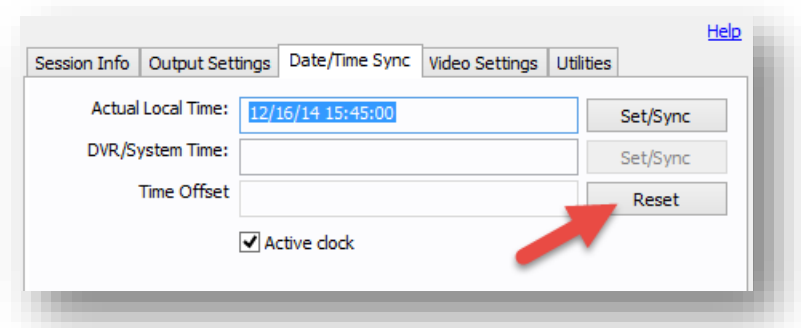 Help
Session Info Output Settings Date/Time Sync Video Settings Utilities
Actual Local Time: 12/16/14 15:45:00 Set/Sync
DVR/System Time: Set/Sync
Time Offset Reset
Active clock